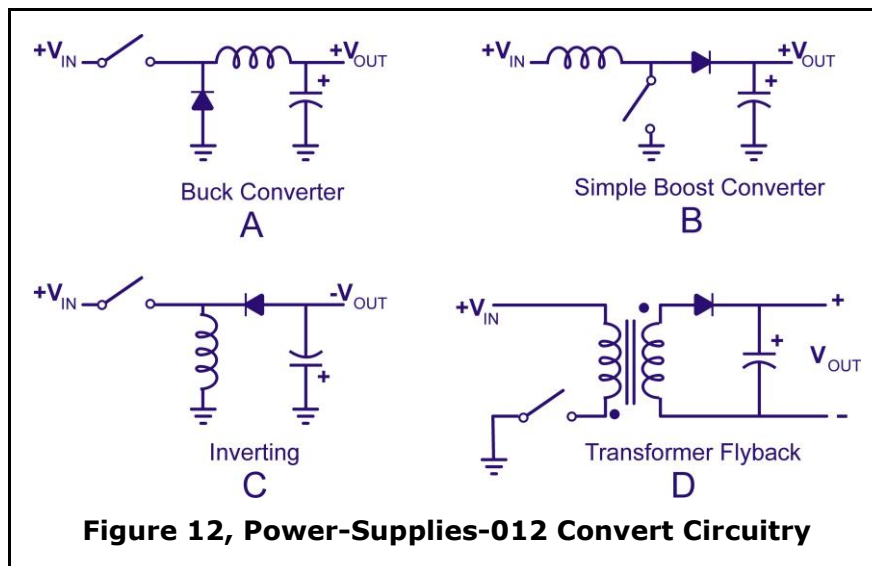 +VIN
+VOUT
+
Buck Converter
A
+VIN
+VOUT
+
Simple Boost Converter
B
+VIN
-VOUT
+
Inverting
C
+VIN
+
+
VOUT
-
Transformer Flyback
D
Figure 12, Power-Supplies-012 Convert Circuitry